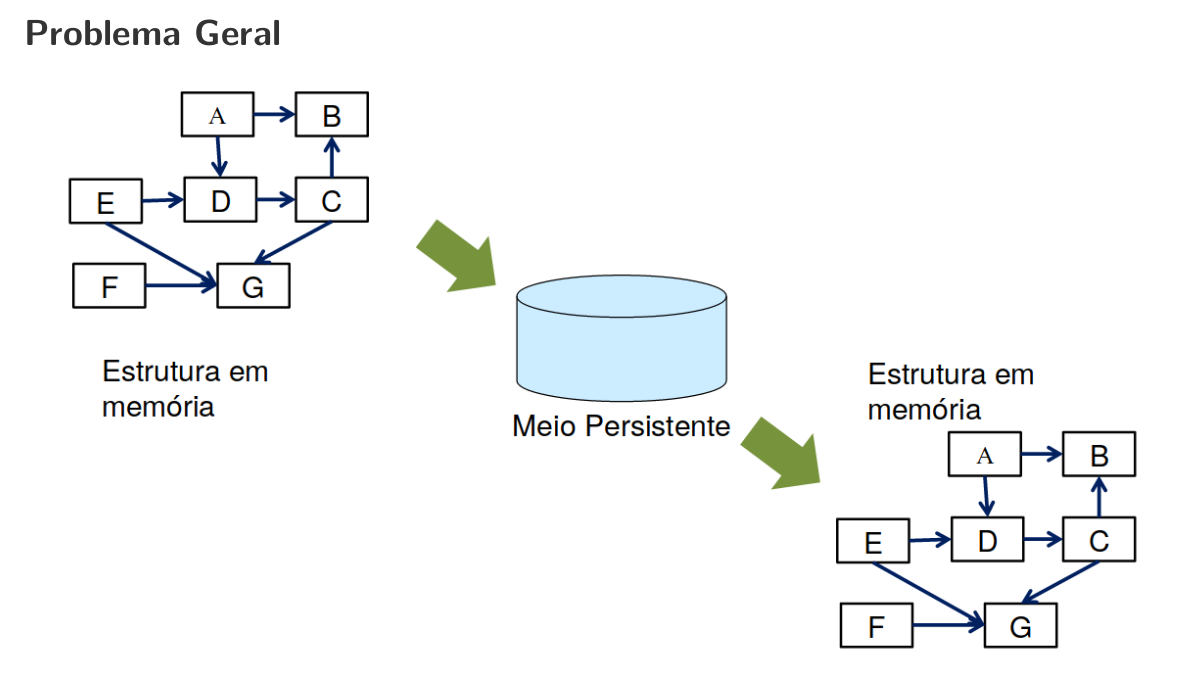 Problema Geral
A
B
E
D
C
F
G
Estrutura em
memória
Meio Persistente
Estrutura em
memória
A
B
E
D
C
F
G